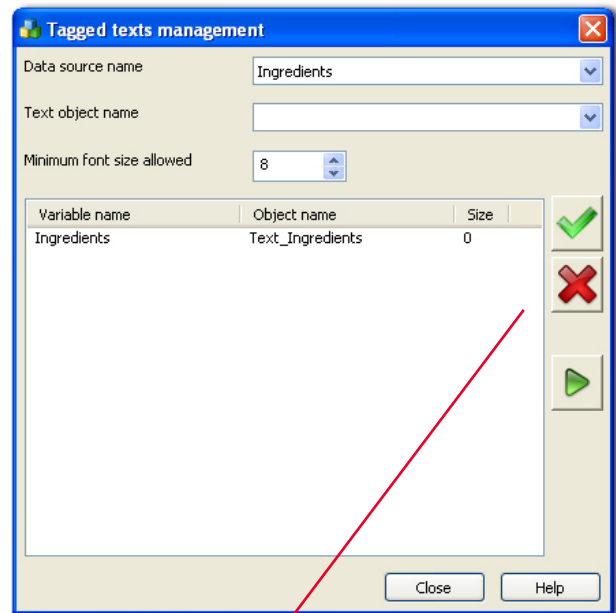 Tagged texts management
Data source name Ingredients
Text object name
Minimum font size allowed 8
Variable name Object name Size
Ingredients Text_Ingredients 0
Close Help